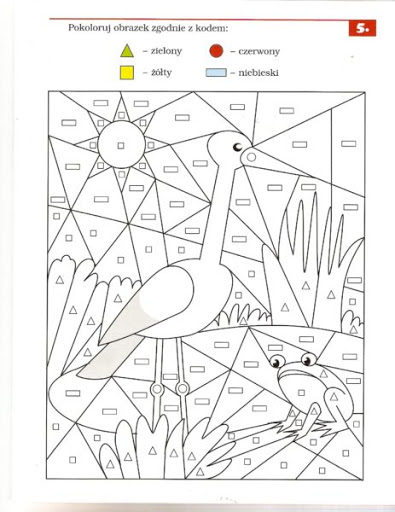 Pokoloruj obrazek zgodnie z kodem:
5.
– zielony
– czerwony
– żółty
– niebieski